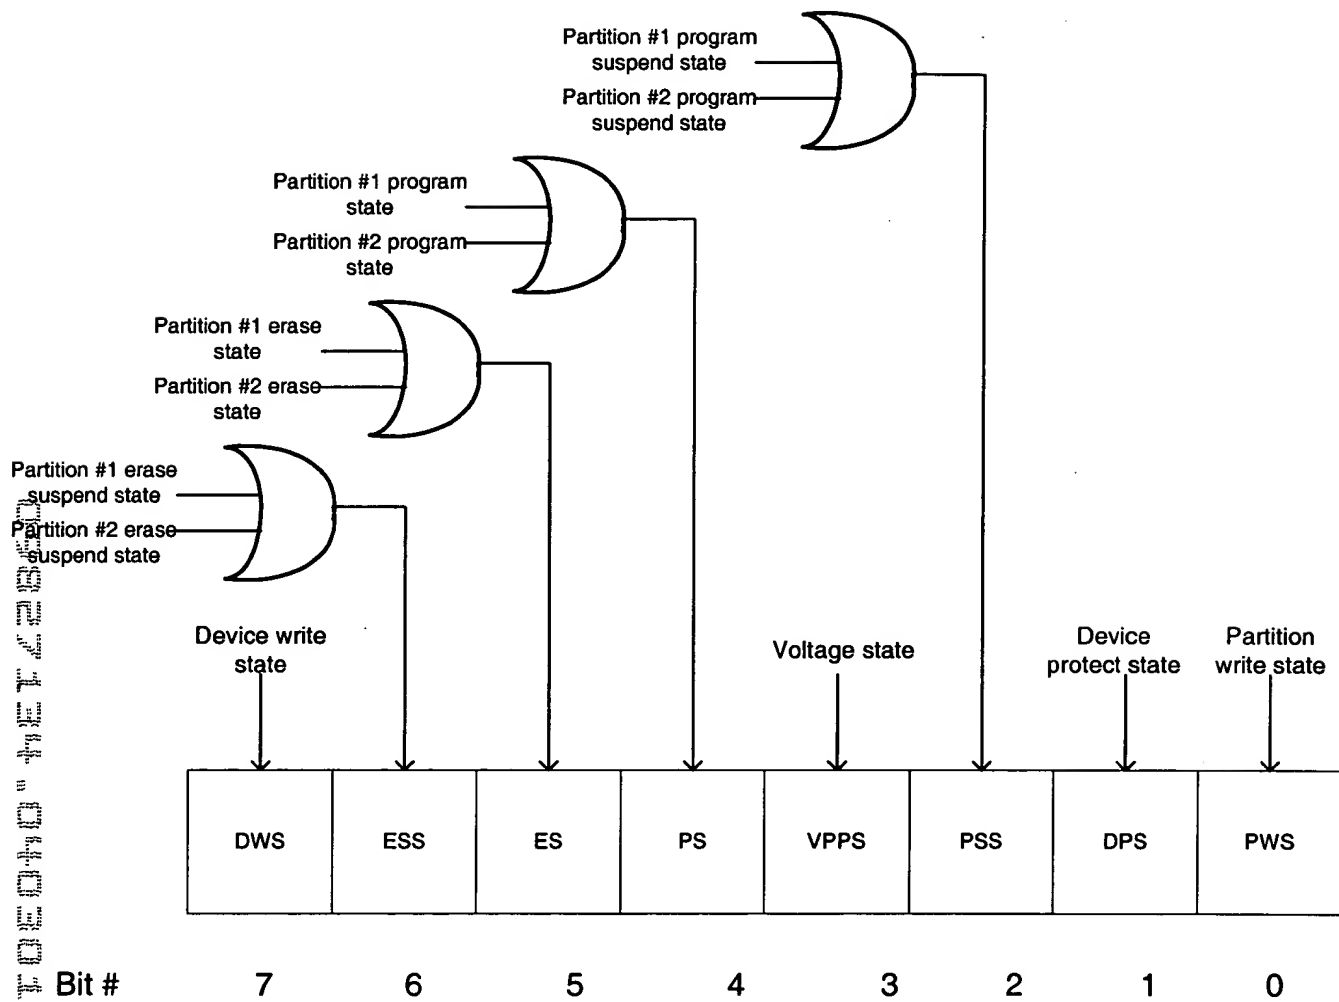 Partition #1 program
suspend state
Partition #2 program
suspend state
Partition #1 program
state
Partition #2 program
state
Partition #1 erase
state
Partition #2 erase
state
Partition #1 erase
suspend state
Partition #2 erase
suspend state
Device write
state
Voltage state
Device
protect state
Partition
write state
DWS ESS ES PS VPPS PSS DPS PWS
Bit # 7 6 5 4 3 2 1 0